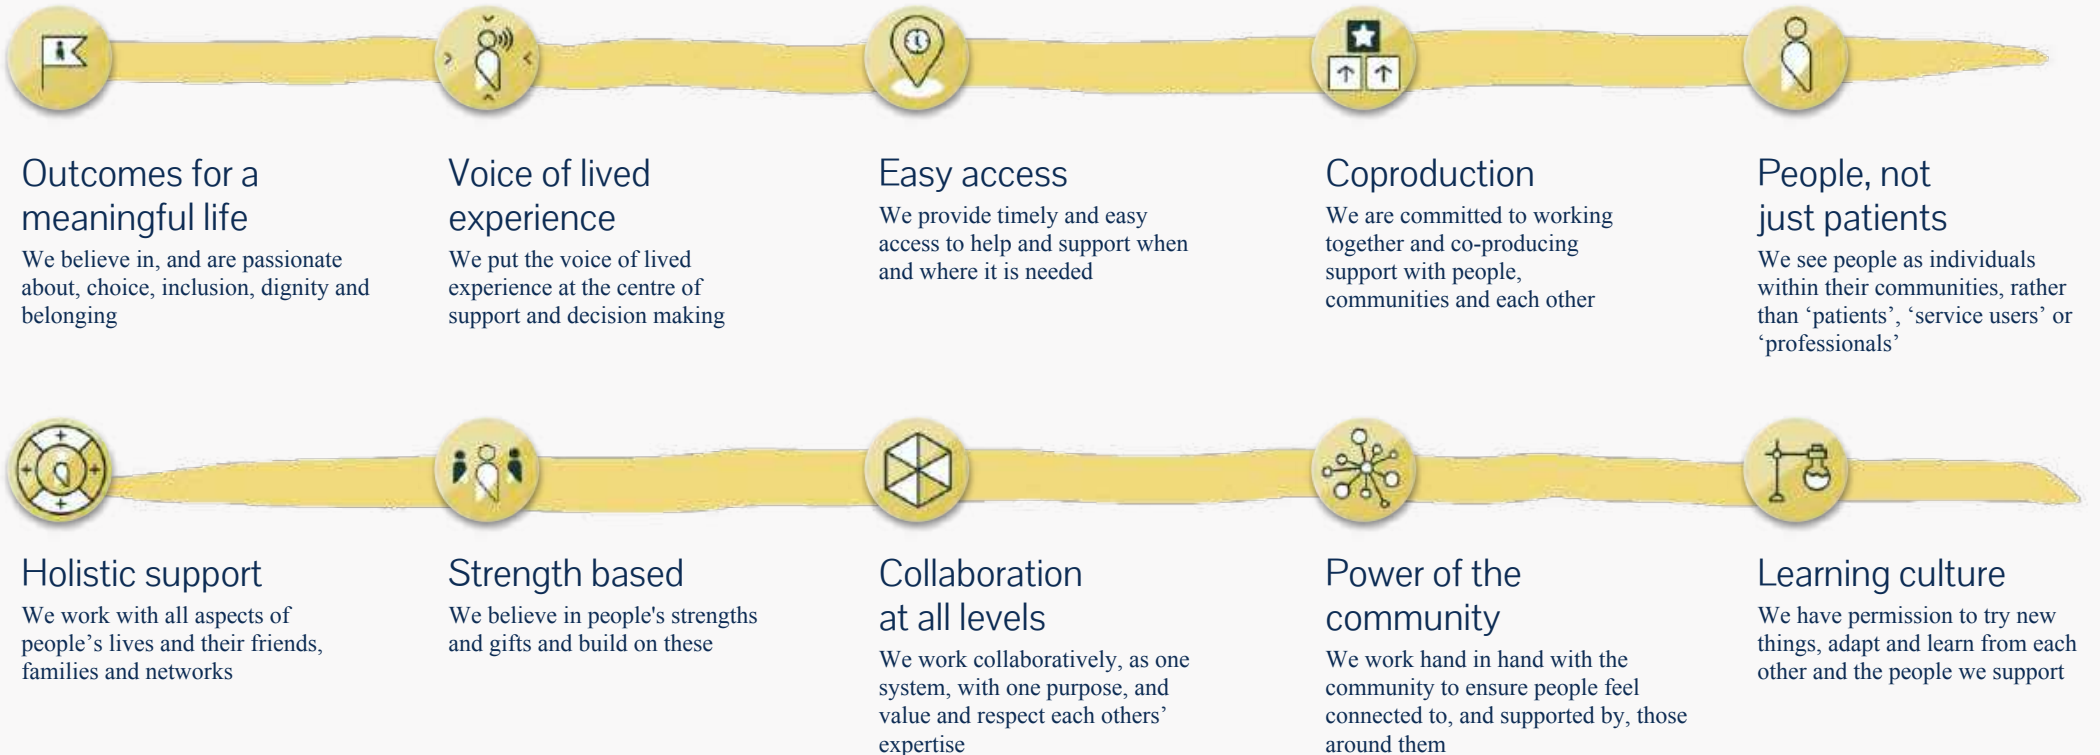 Outcomes for a
meaningful life
We believe in, and are passionate
about, choice, inclusion, dignity and
belonging
Voice of lived
experience
We put the voice of lived
experience at the centre of
support and decision making
Easy access
We provide timely and easy
access to help and support when
and where it is needed
Coproduction
We are committed to working
together and co-producing
support with people,
communities and each other
People, not
just patients
We see people as individuals
within their communities, rather
than ‘patients’, ‘service users’ or
‘professionals’
Holistic support
We work with all aspects of
people’s lives and their friends,
families and networks
Strength based
We believe in people's strengths
and gifts and build on these
Collaboration
at all levels
We work collaboratively, as one
system, with one purpose, and
value and respect each others’
expertise
Power of the
community
We work hand in hand with the
community to ensure people feel
connected to, and supported by, those
around them
Learning culture
We have permission to try new
things, adapt and learn from each
other and the people we support